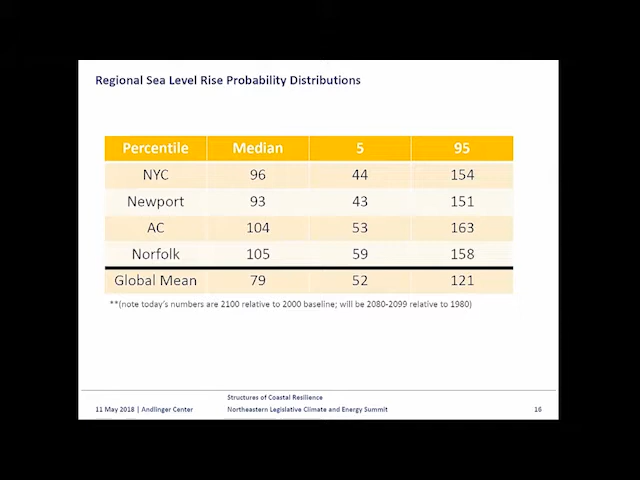 Regional Sea Level Rise Probability Distributions
Percentile Median 5 95
NYC 96 44 154
Newport 93 43 151
AC 104 53 163
Norfolk 105 59 158
Global Mean 79 52 121
**(note today's numbers are 2100 relative to 2000 baseline; will be 2080-2099 relative to 1980)
Structures of Coastal Resilience
11 May 2018 | Andlinger Center Northeastern Legislative Climate and Energy Summit 16